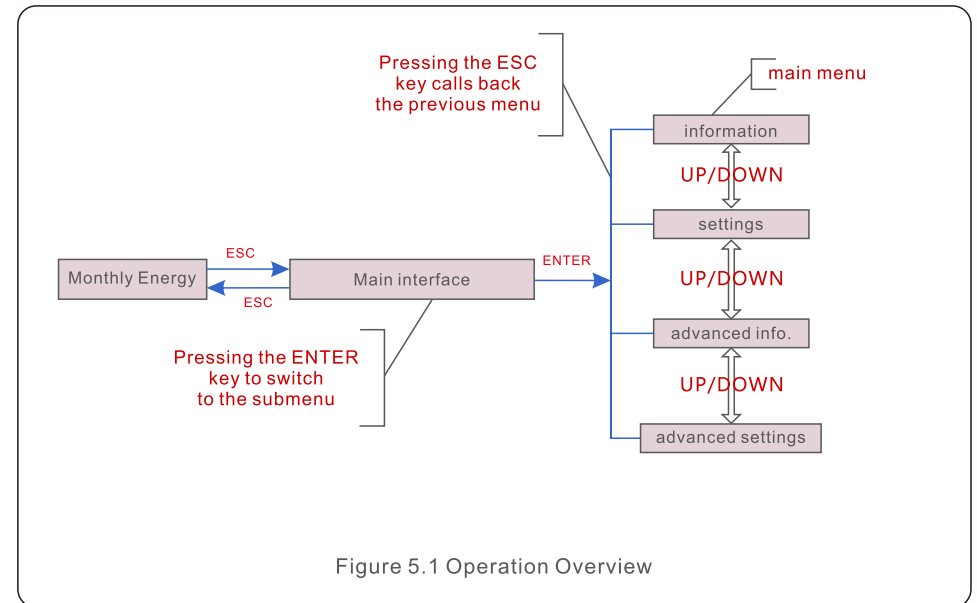 Pressing the ESC
key calls back
the previous menu
main menu
information
UP/DOWN
settings
ESC
Monthly Energy
Main interface
ENTER
UP/DOWN
ESC
advanced info.
Pressing the ENTER
key to switch
to the submenu
UP/DOWN
advanced settings
Figure 5.1 Operation Overview